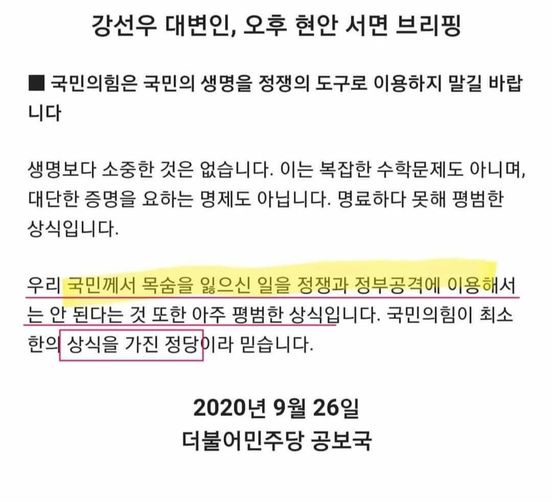 강선우 대변인, 오후 현안 서면 브리핑
■ 국민의힘은 국민의 생명을 정쟁의 도구로 이용하지 말길 바랍
니다
생명보다 소중한 것은 없습니다. 이는 복잡한 수학문제도 아니며,
대단한 증명을 요하는 명제도 아닙니다. 명료하다 못해 평범한
상식입니다.
우리 국민께서 목숨을 잃으신 일을 정쟁과 정부공격에 이용해서
는 안 된다는 것 또한 아주 평범한 상식입니다. 국민의힘이 최소
한의 상식을 가진 정당이라 믿습니다.
2020년 9월 26일
더불어민주당 공보국